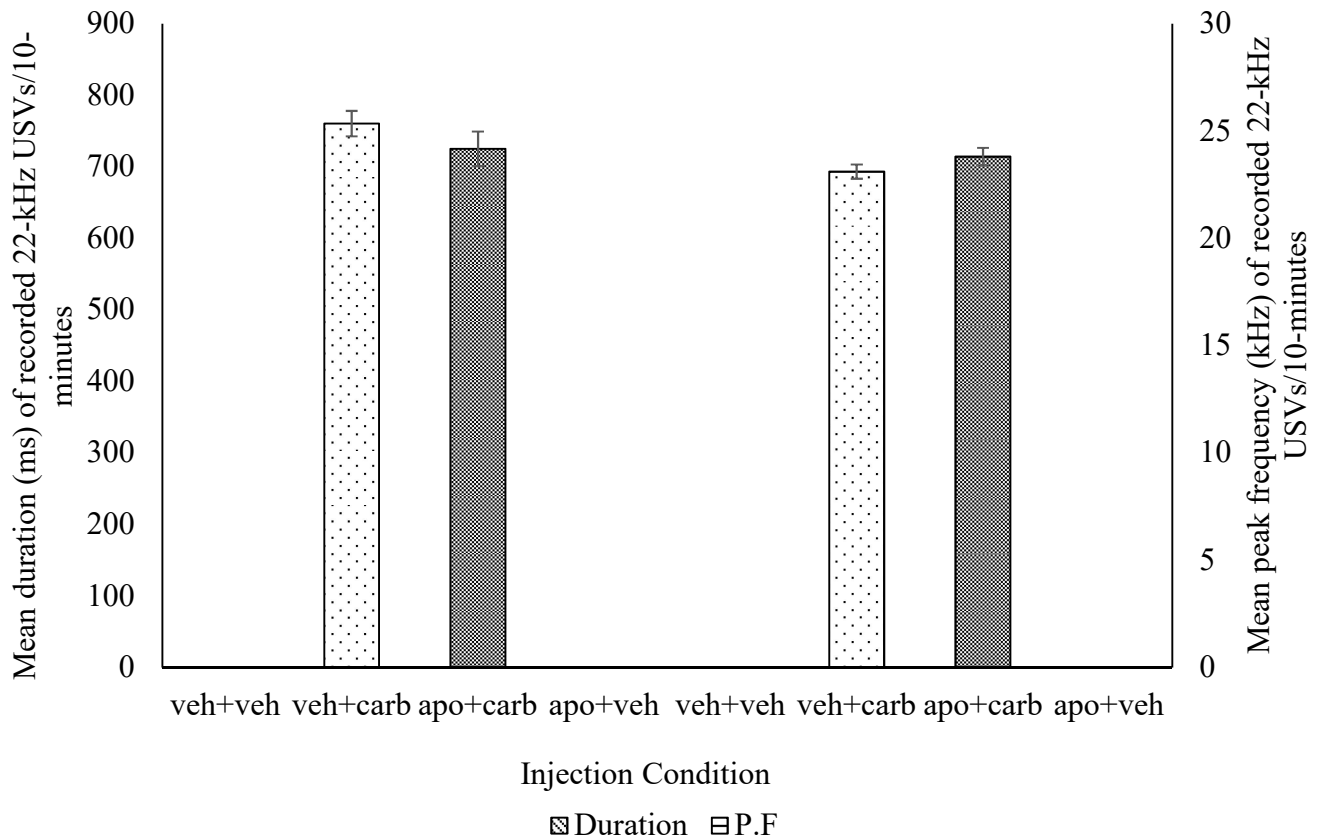 Mean duration (ms) of recorded 22-kHz USVs/10-
minutes
900
800
700
600
500
400
300
200
100
0
30
25
20
15
10
5
0
Mean peak frequency (kHz) of recorded 22-kHz
USVs/10-minutes
veh+veh veh+carb apo+carb apo+veh veh+veh veh+carb apo+carb apo+veh
Injection Condition
Duration P.F